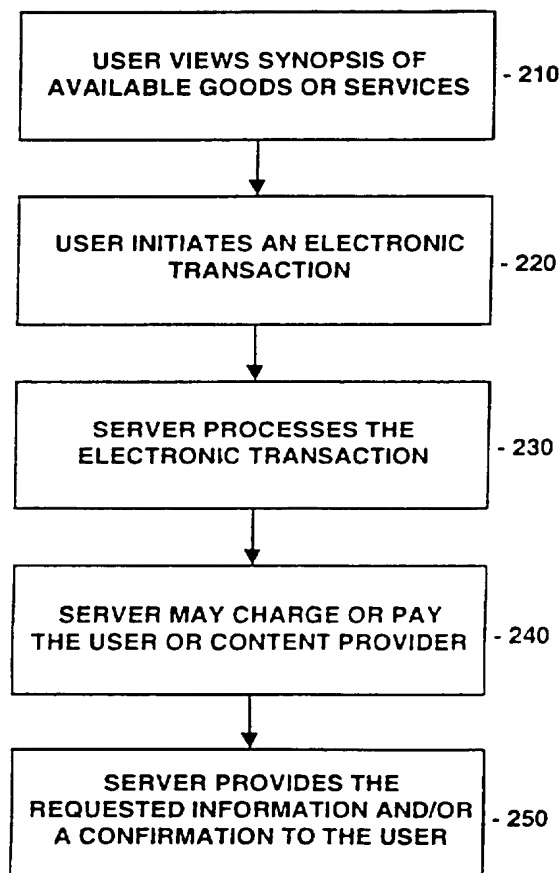 USER VIEWS SYNOPSIS OF
AVAILABLE GOODS OR SERVICES
- 210
USER INITIATES AN ELECTRONIC
TRANSACTION
- 220
SERVER PROCESSES THE
ELECTRONIC TRANSACTION
- 230
SERVER MAY CHARGE OR PAY
THE USER OR CONTENT PROVIDER
- 240
SERVER PROVIDES THE
REQUESTED INFORMATION AND/OR
A CONFIRMATION TO THE USER
- 250